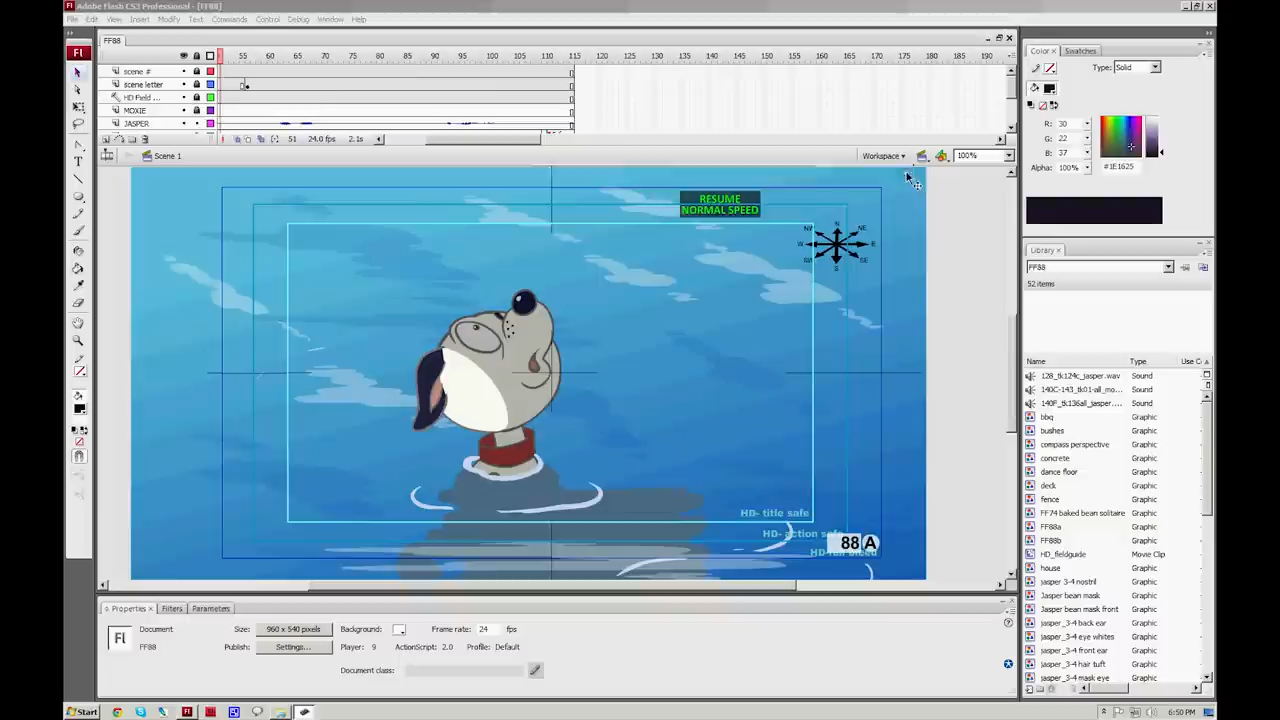 Adobe Flash CS3 Professional - [FF88]
File Edit View Insert Modify Text Commands Control Debug Window Help
FF88
55 60 65 70 75 80 85 90 95 100 105 110 115 120 125 130 135 140 145 150 155 160 165 170 175 180 185 190
scene #
scene letter
HD Field ...
MOXIE
JASPER
51 24.0 fps 2.1s
Scene 1
Workspace
100%
RESUME
NORMAL SPEED
N
NW NE
W E
SW SE
S
HD- title safe
HD- action safe
88 A
Properties Filters Parameters
Fl Document Size: 960 x 540 pixels Background: Frame rate: 24 fps
FF88 Publish: Settings... Player: 9 ActionScript: 2.0 Profile: Default
Document class:
Color Swatches
Type: Solid
R: 30
G: 22
B: 37
Alpha: 100% #1E1625
Library
FF88
52 items
Name Type Use C
128_tk124c_jasper.wav Sound
140C-143_tk01-all_mo... Sound
140F_tk136all_jasper.... Sound
bbq Graphic
bushes Graphic
compass perspective Graphic
concrete Graphic
dance floor Graphic
deck Graphic
fence Graphic
FF74 baked bean solitaire Graphic
FF88a Graphic
FF88b Graphic
HD_fieldguide Movie Clip
house Graphic
jasper 3-4 nostril Graphic
Jasper bean mask Graphic
Jasper bean mask front Graphic
jasper_3-4 back ear Graphic
jasper_3-4 eye whites Graphic
jasper_3-4 front ear Graphic
jasper_3-4 hair tuft Graphic
jasper_3-4 mask eye Graphic
Start
6:50 PM